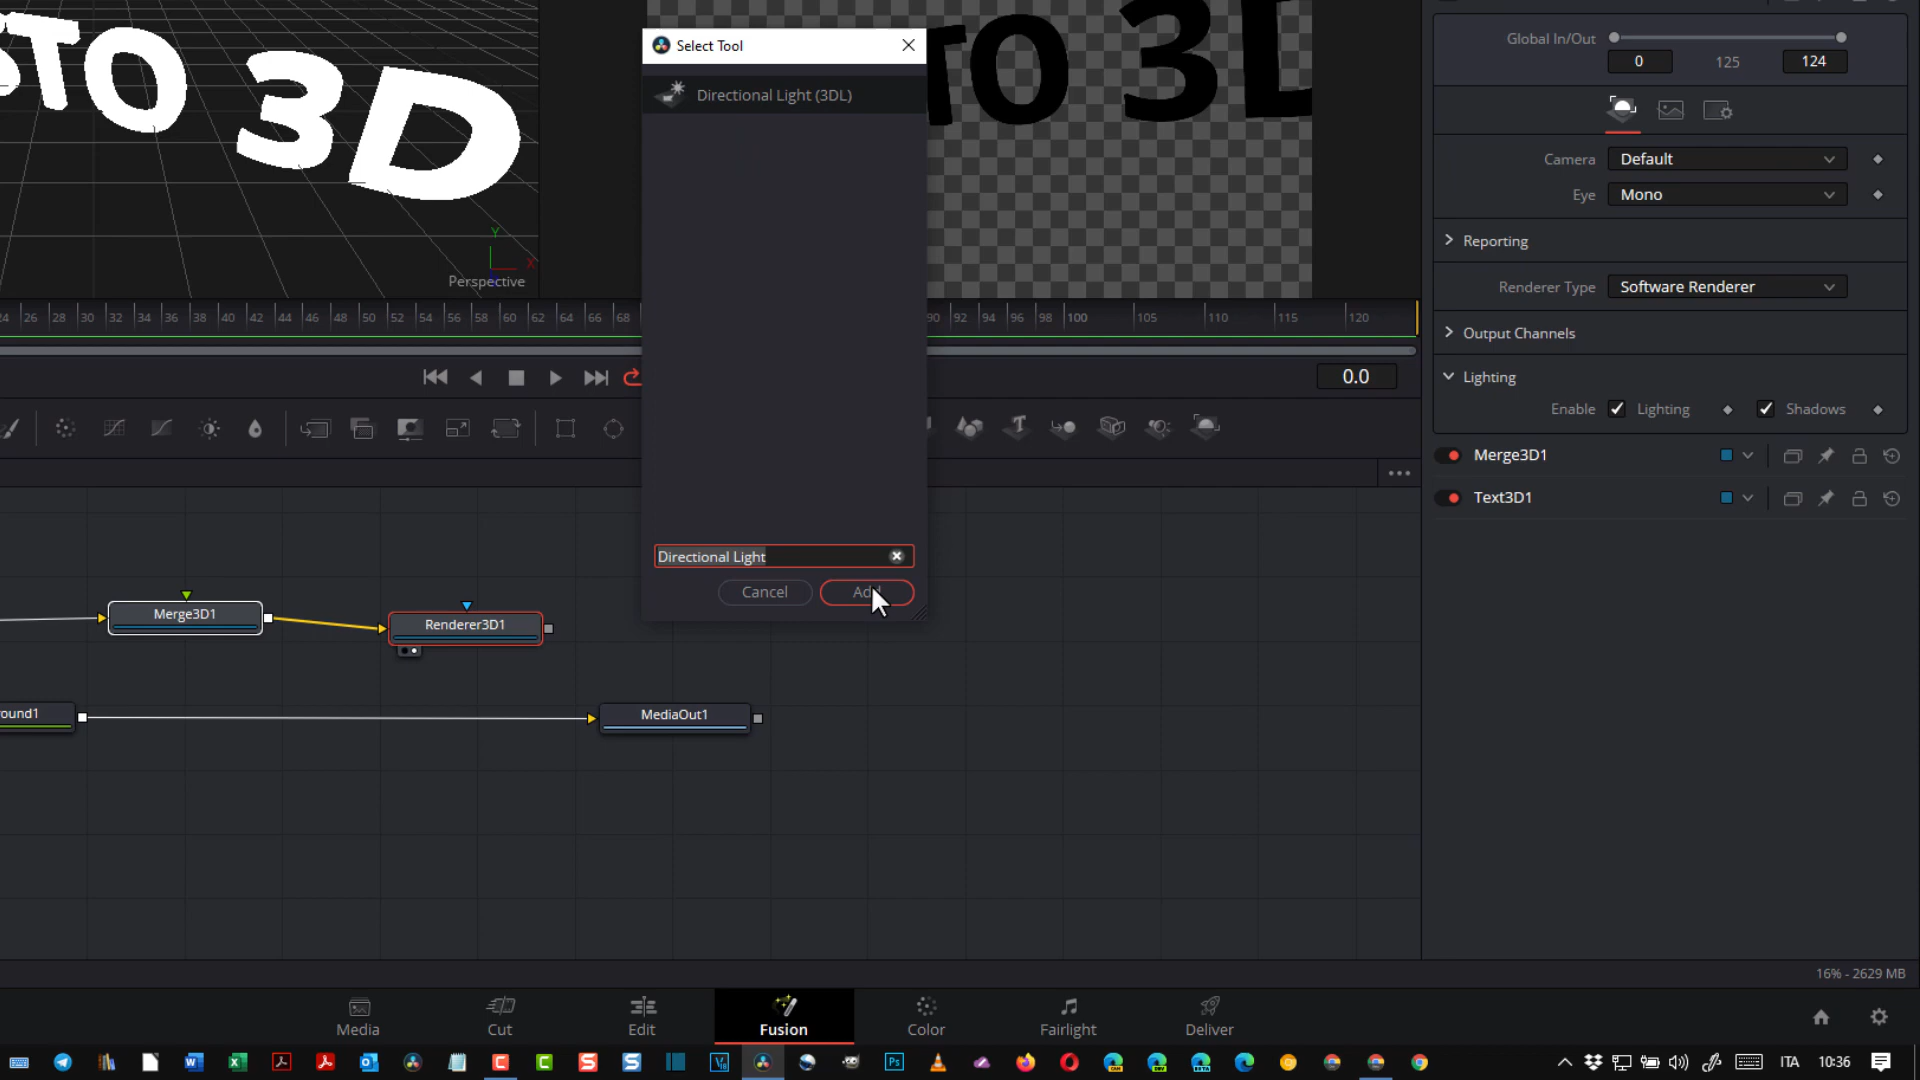 TO 3D
Perspective
Y
X
TO 3D
Select Tool
Directional Light (3DL)
Directional Light
Cancel
Add
24 26 28 30 32 34 36 38 40 42 44 46 48 50 52 54 56 58 60 62 64 66 68
90 92 94 96 98 100 105 110 115 120
0.0
Merge3D1
Renderer3D1
ound1
MediaOut1
Global In/Out
0
125
124
Camera
Default
Eye
Mono
Reporting
Renderer Type
Software Renderer
Output Channels
Lighting
Enable
Lighting
Shadows
Merge3D1
Text3D1
16% - 2629 MB
Media
Cut
Edit
Fusion
Color
Fairlight
Deliver
ITA
10:36